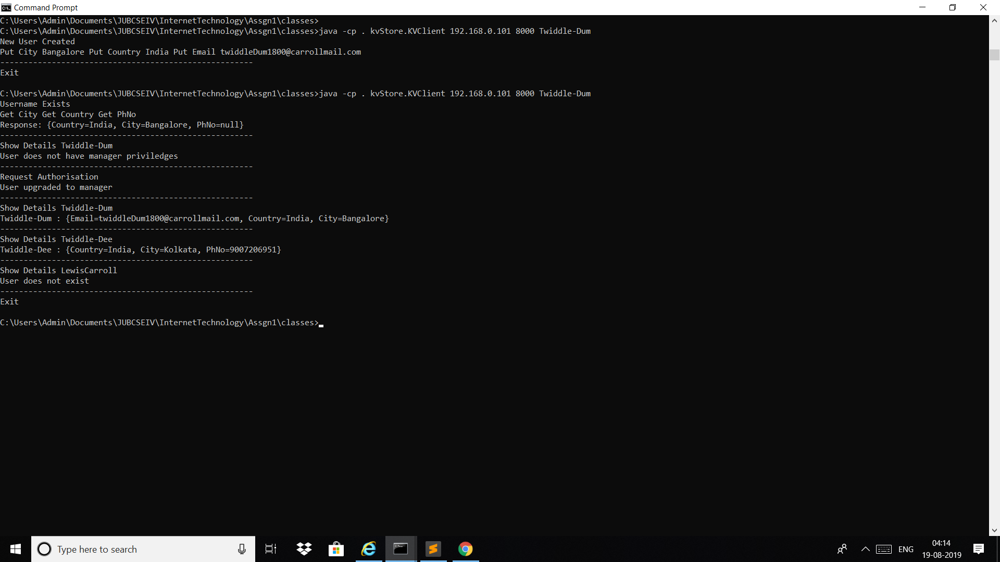 Command Prompt
C:\Users\Admin\Documents\JUBCSEIV\InternetTechnology\Assgn1\classes>
C:\Users\Admin\Documents\JUBCSEIV\InternetTechnology\Assgn1\classes>java -cp . kvStore.KVClient 192.168.0.101 8000 Twiddle-Dum
New User Created
Put City Bangalore Put Country India Put Email twiddleDum1800@carrollmail.com
------------------------------------------------------
Exit
C:\Users\Admin\Documents\JUBCSEIV\InternetTechnology\Assgn1\classes>java -cp . kvStore.KVClient 192.168.0.101 8000 Twiddle-Dum
Username Exists
Get City Get Country Get PhNo
Response: {Country=India, City=Bangalore, PhNo=null}
------------------------------------------------------
Show Details Twiddle-Dum
User does not have manager priviledges
------------------------------------------------------
Request Authorisation
User upgraded to manager
------------------------------------------------------
Show Details Twiddle-Dum
Twiddle-Dum : {Email=twiddleDum1800@carrollmail.com, Country=India, City=Bangalore}
------------------------------------------------------
Show Details Twiddle-Dee
Twiddle-Dee : {Country=India, City=Kolkata, PhNo=9007206951}
------------------------------------------------------
Show Details LewisCarroll
User does not exist
------------------------------------------------------
Exit
C:\Users\Admin\Documents\JUBCSEIV\InternetTechnology\Assgn1\classes>
Type here to search
ENG
04:14
19-08-2019